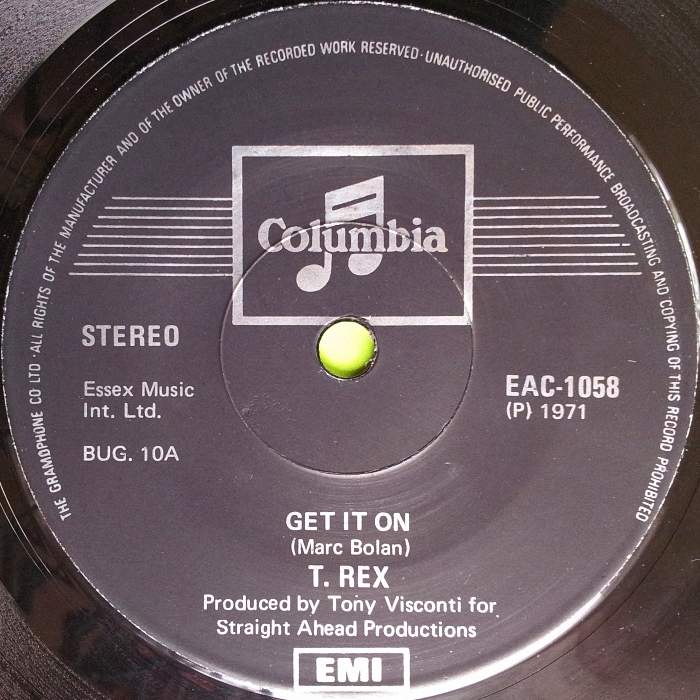 THE GRAMOPHONE CO LTD · ALL RIGHTS OF THE MANUFACTURER AND OF THE OWNER OF THE RECORDED WORK RESERVED · UNAUTHORISED PUBLIC PERFORMANCE BROADCASTING AND COPYING OF THIS RECORD PROHIBITED
Columbia
STEREO
Essex Music
Int. Ltd.
BUG. 10A
EAC-1058
(P) 1971
GET IT ON
(Marc Bolan)
T. REX
Produced by Tony Visconti for
Straight Ahead Productions
EMI